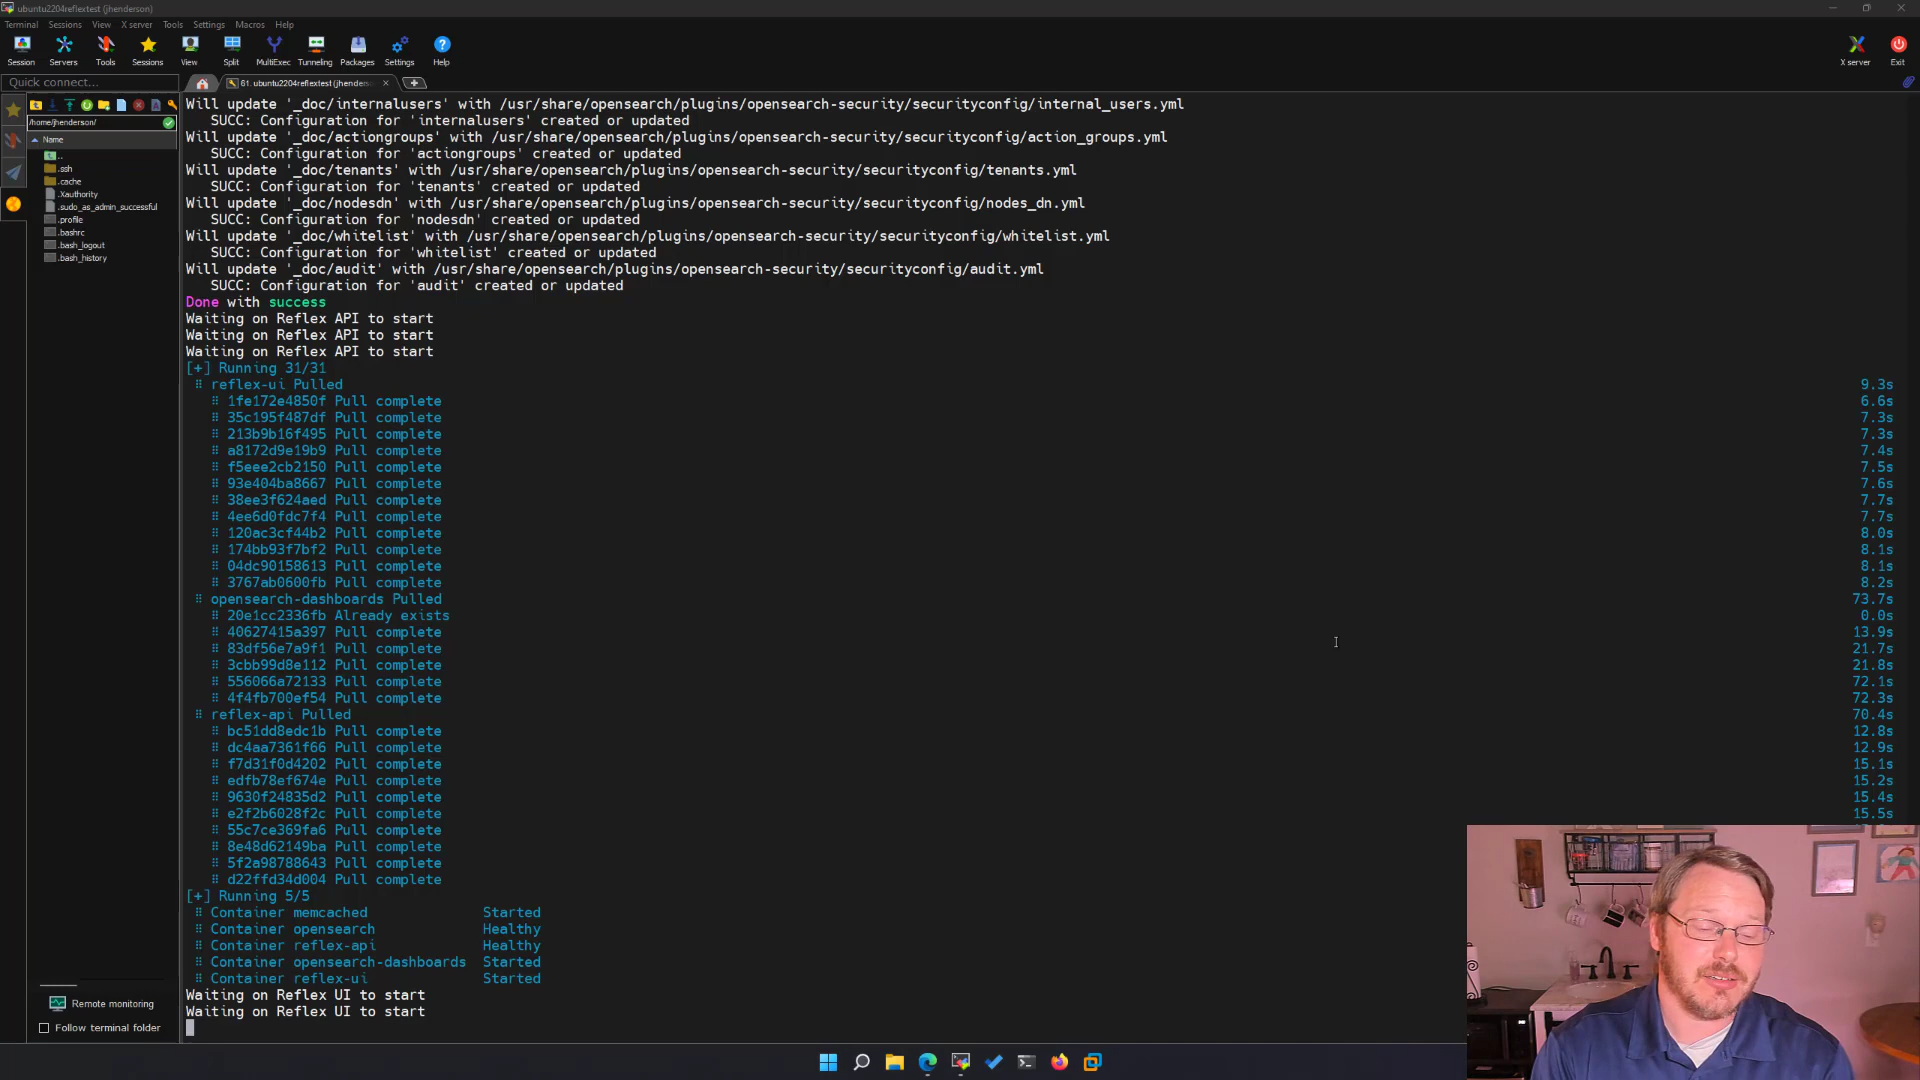 ubuntu2204reflextest (jhenderson)
Terminal Sessions View X server Tools Settings Macros Help
Session Servers Tools Sessions View Split MultiExec Tunneling Packages Settings Help X server Exit
Quick connect...
61. ubuntu2204reflextest (jhenders
/home/jhenderson/
Name
..
.ssh
.cache
.Xauthority
.sudo_as_admin_successful
.profile
.bashrc
.bash_logout
.bash_history
Will update '_doc/internalusers' with /usr/share/opensearch/plugins/opensearch-security/securityconfig/internal_users.yml
SUCC: Configuration for 'internalusers' created or updated
Will update '_doc/actiongroups' with /usr/share/opensearch/plugins/opensearch-security/securityconfig/action_groups.yml
SUCC: Configuration for 'actiongroups' created or updated
Will update '_doc/tenants' with /usr/share/opensearch/plugins/opensearch-security/securityconfig/tenants.yml
SUCC: Configuration for 'tenants' created or updated
Will update '_doc/nodesdn' with /usr/share/opensearch/plugins/opensearch-security/securityconfig/nodes_dn.yml
SUCC: Configuration for 'nodesdn' created or updated
Will update '_doc/whitelist' with /usr/share/opensearch/plugins/opensearch-security/securityconfig/whitelist.yml
SUCC: Configuration for 'whitelist' created or updated
Will update '_doc/audit' with /usr/share/opensearch/plugins/opensearch-security/securityconfig/audit.yml
SUCC: Configuration for 'audit' created or updated
Done with success
Waiting on Reflex API to start
Waiting on Reflex API to start
Waiting on Reflex API to start
[+] Running 31/31
reflex-ui Pulled 9.3s
1fe172e4850f Pull complete 6.6s
35c195f487df Pull complete 7.3s
213b9b16f495 Pull complete 7.3s
a8172d9e19b9 Pull complete 7.4s
f5eee2cb2150 Pull complete 7.5s
93e404ba8667 Pull complete 7.6s
38ee3f624aed Pull complete 7.7s
4ee6d0fdc7f4 Pull complete 7.7s
120ac3cf44b2 Pull complete 8.0s
174bb93f7bf2 Pull complete 8.1s
04dc90158613 Pull complete 8.1s
3767ab0600fb Pull complete 8.2s
opensearch-dashboards Pulled 73.7s
20e1cc2336fb Already exists 0.0s
40627415a397 Pull complete 13.9s
83df56e7a9f1 Pull complete 21.7s
3cbb99d8e112 Pull complete 21.8s
556066a72133 Pull complete 72.1s
4f4fb700ef54 Pull complete 72.3s
reflex-api Pulled 70.4s
bc51dd8edc1b Pull complete 12.8s
dc4aa7361f66 Pull complete 12.9s
f7d31f0d4202 Pull complete 15.1s
edfb78ef674e Pull complete 15.2s
9630f24835d2 Pull complete 15.4s
e2f2b6028f2c Pull complete 15.5s
55c7ce369fa6 Pull complete
8e48d62149ba Pull complete
5f2a98788643 Pull complete
d22ffd34d004 Pull complete
[+] Running 5/5
Container memcached Started
Container opensearch Healthy
Container reflex-api Healthy
Container opensearch-dashboards Started
Container reflex-ui Started
Waiting on Reflex UI to start
Waiting on Reflex UI to start
Remote monitoring
Follow terminal folder